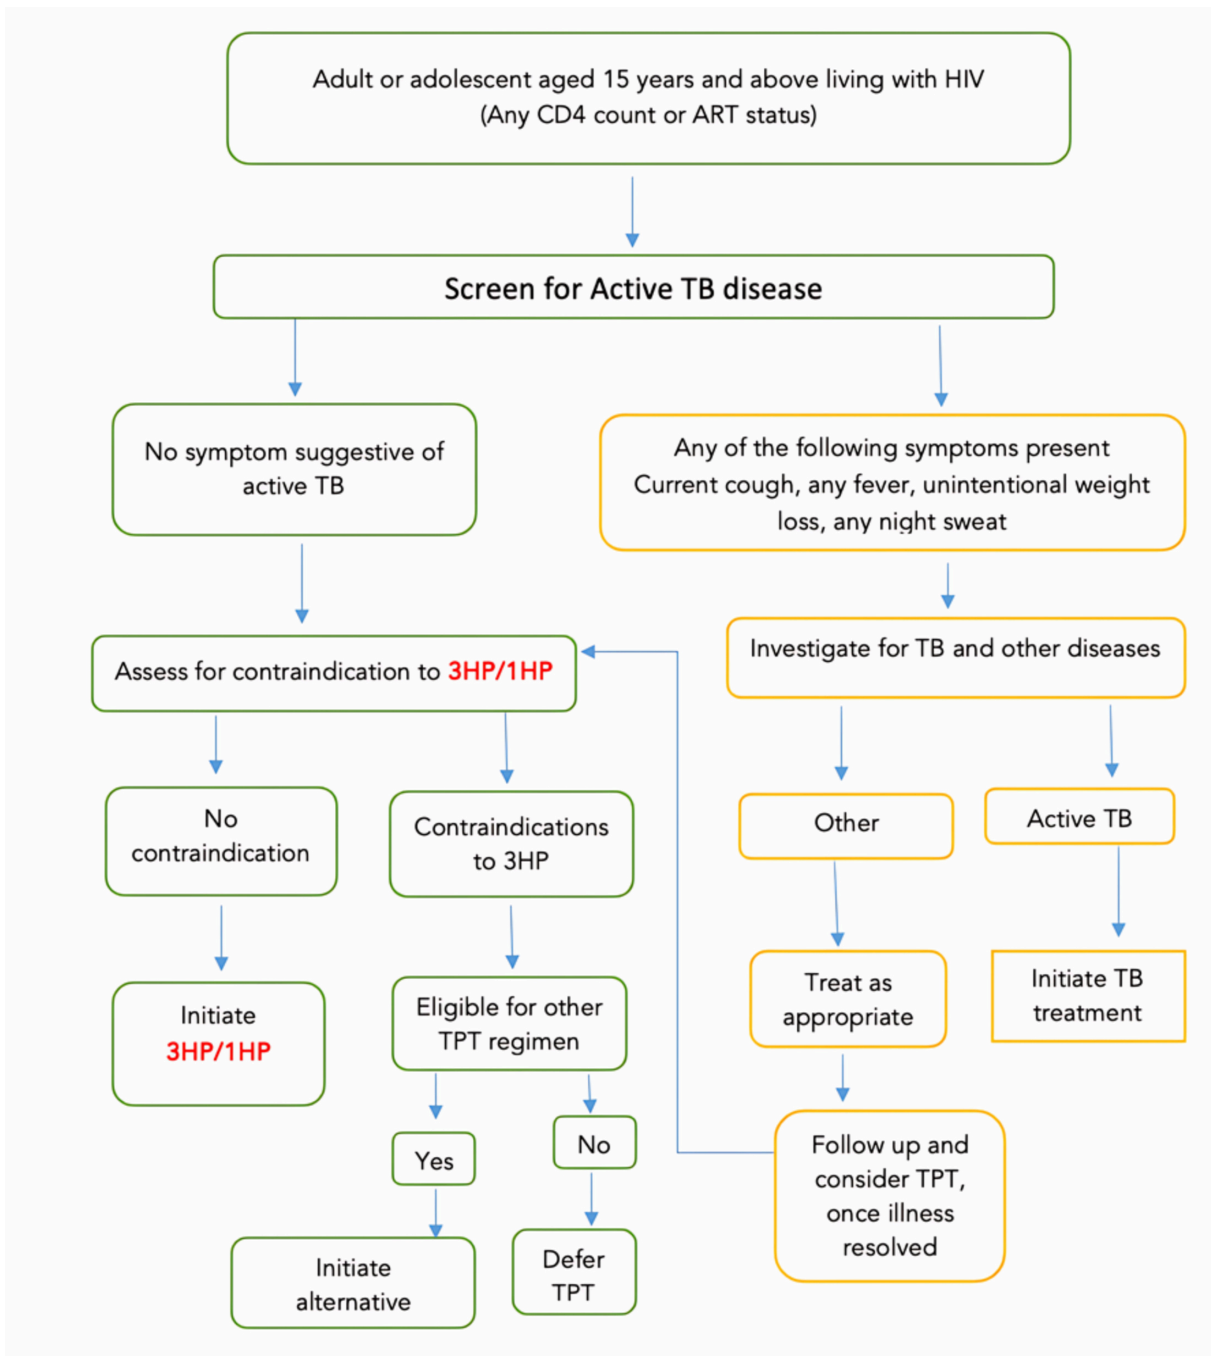 Adult or adolescent aged 15 years and above living with HIV
(Any CD4 count or ART status)
Screen for Active TB disease
No symptom suggestive of
active TB
Any of the following symptoms present
Current cough, any fever, unintentional weight
loss, any night sweat
Assess for contraindication to 3HP/1HP
Investigate for TB and other diseases
No
contraindication
Contraindications
to 3HP
Other
Active TB
Initiate
3HP/1HP
Eligible for other
TPT regimen
Treat as
appropriate
Initiate TB
treatment
Yes
No
Follow up and
consider TPT,
once illness
resolved
Initiate
alternative
Defer
TPT